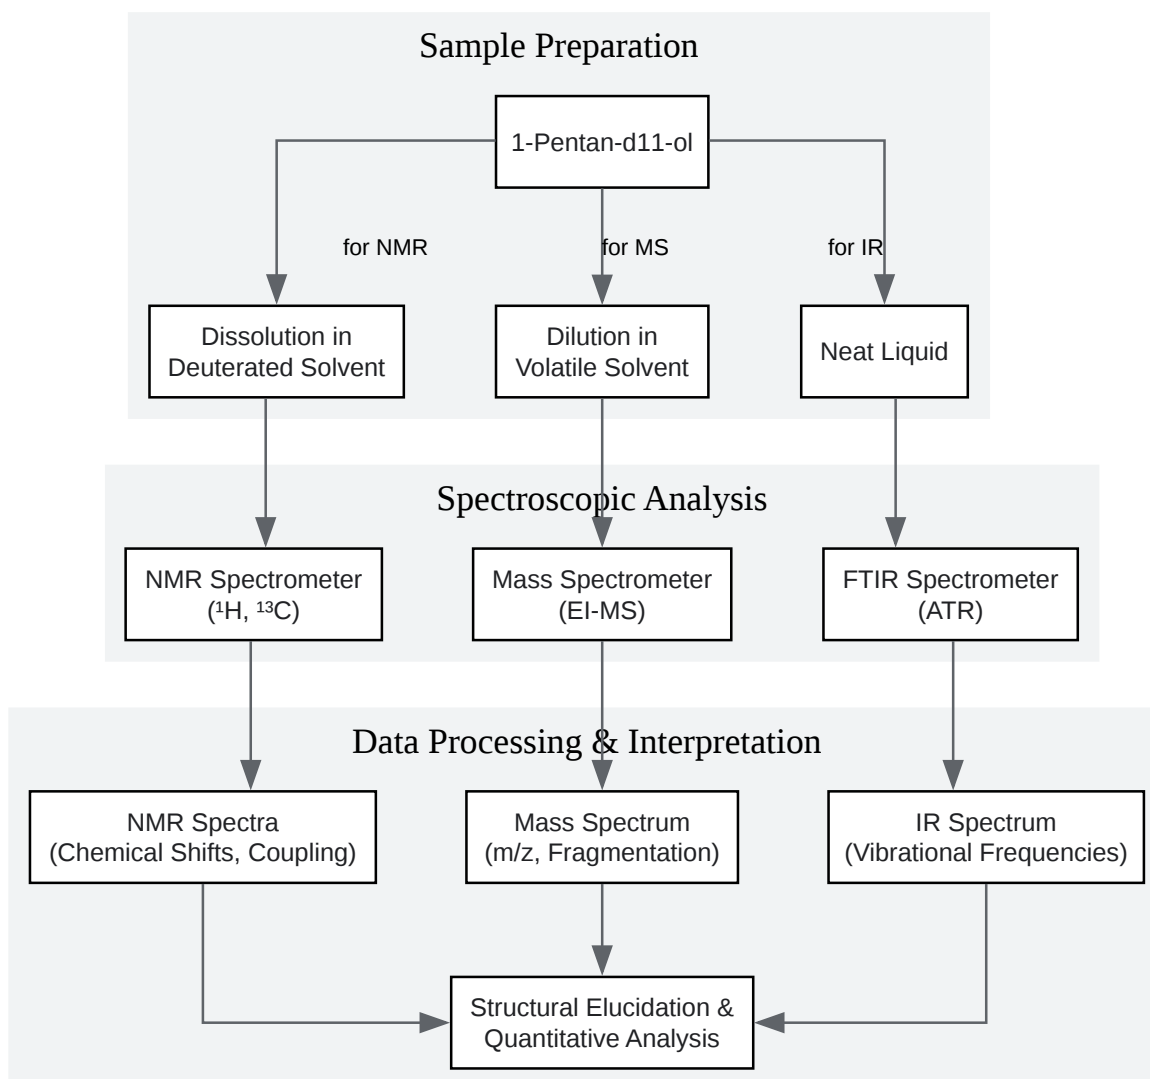 Sample Preparation
1-Pentan-d11-ol
for NMR
for MS
for IR
Dissolution in
Deuterated Solvent
Dilution in
Volatile Solvent
Neat Liquid
Spectroscopic Analysis
NMR Spectrometer
(¹H, ¹³C)
Mass Spectrometer
(EI-MS)
FTIR Spectrometer
(ATR)
Data Processing & Interpretation
NMR Spectra
(Chemical Shifts, Coupling)
Mass Spectrum
(m/z, Fragmentation)
IR Spectrum
(Vibrational Frequencies)
Structural Elucidation &
Quantitative Analysis